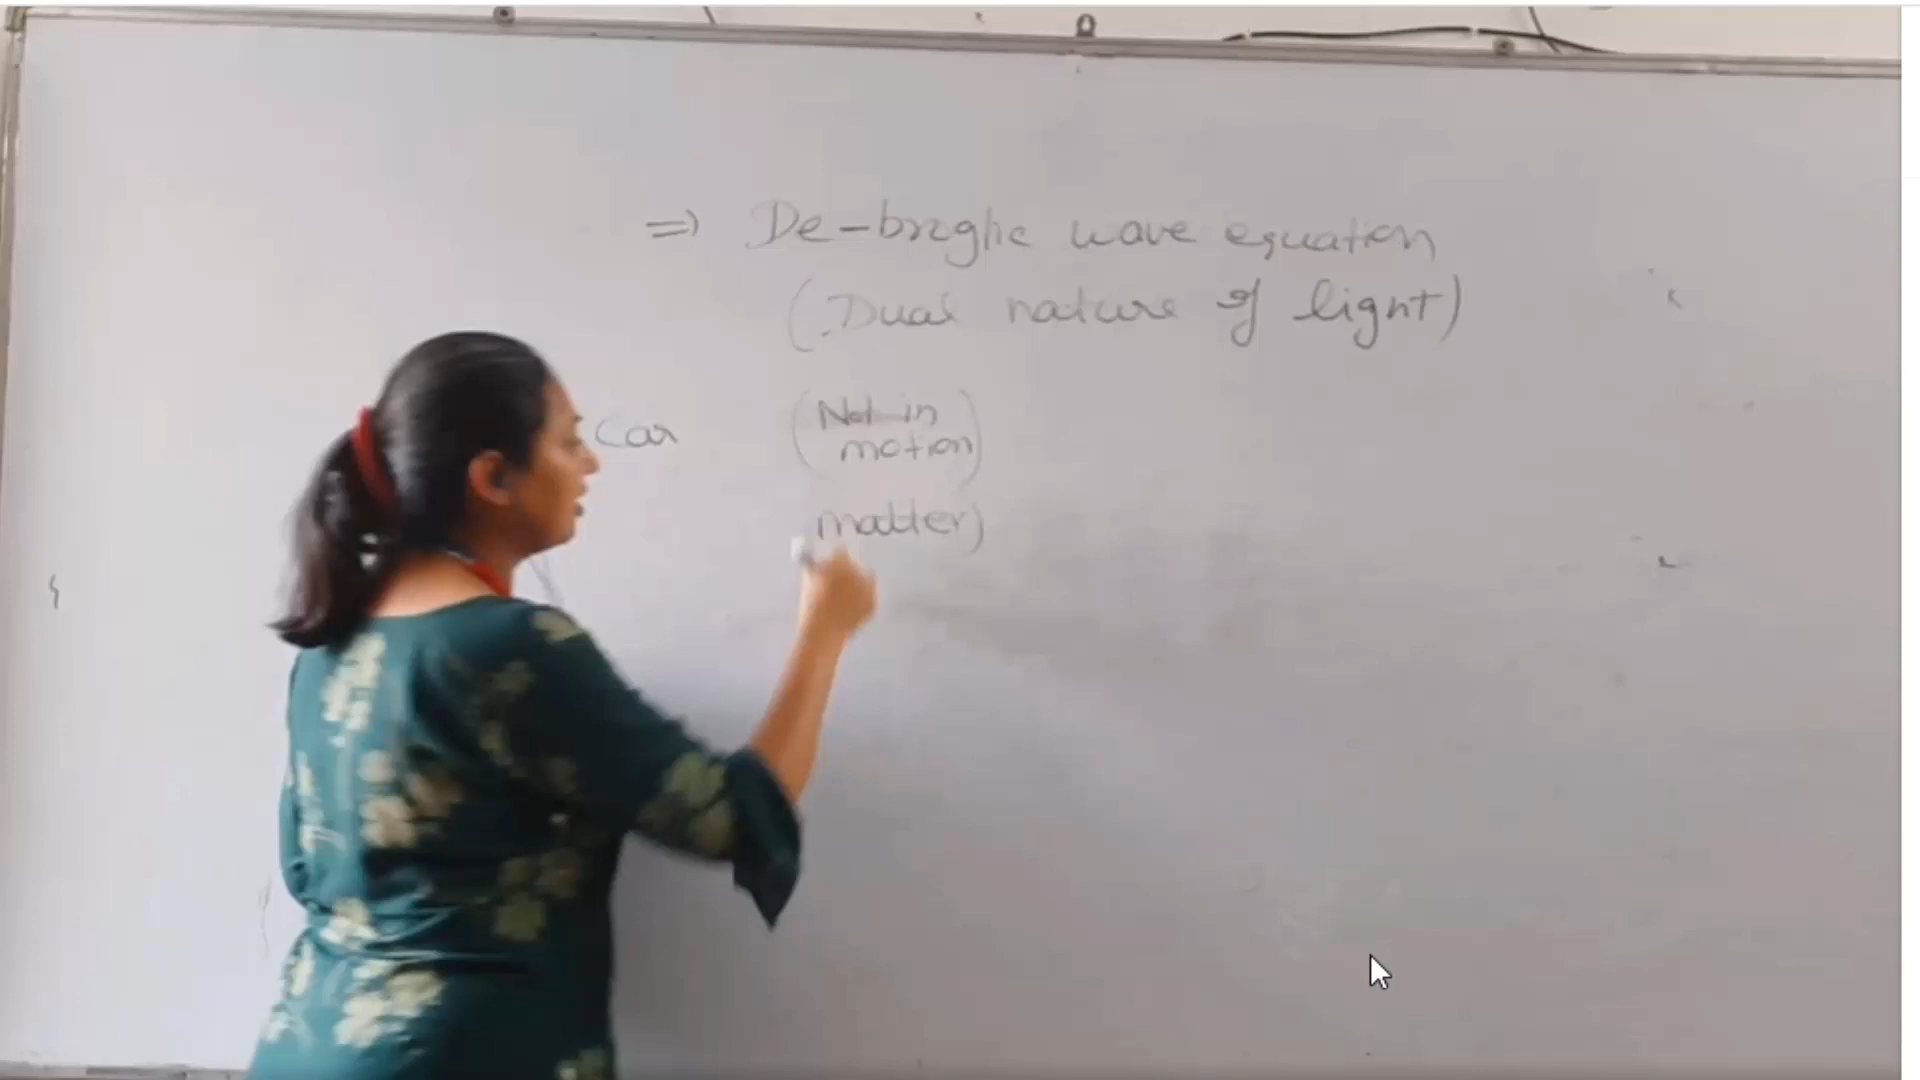 => De-broglie wave equation
(Dual nature of light)
Car (Not in
motion)
matter)